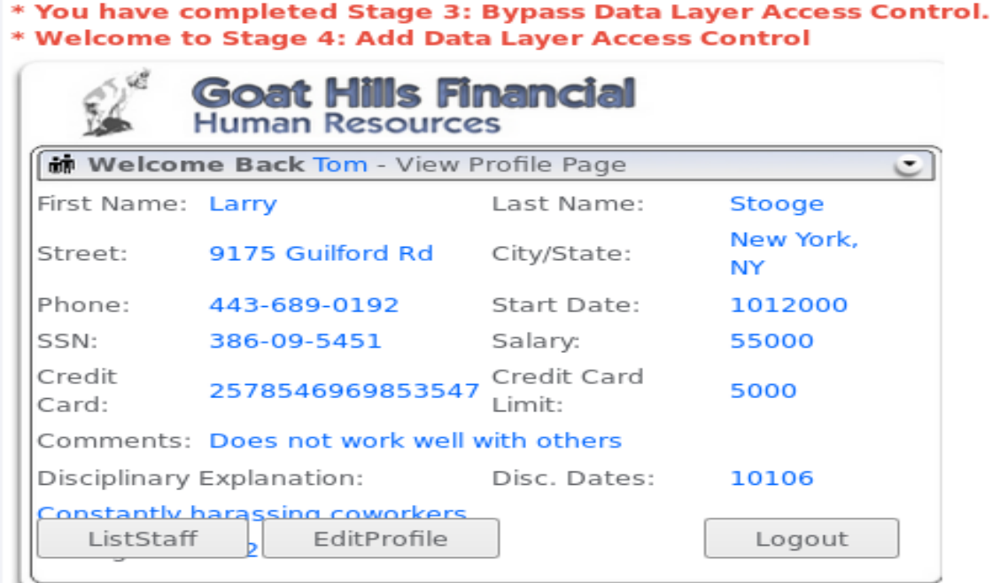 * You have completed Stage 3: Bypass Data Layer Access Control.
* Welcome to Stage 4: Add Data Layer Access Control
Goat Hills Financial
Human Resources
Welcome Back Tom - View Profile Page
First Name: Larry Last Name: Stooge
Street: 9175 Guilford Rd City/State: New York, NY
Phone: 443-689-0192 Start Date: 1012000
SSN: 386-09-5451 Salary: 55000
Credit Card: 2578546969853547 Credit Card Limit: 5000
Comments: Does not work well with others
Disciplinary Explanation: Disc. Dates: 10106
Constantly harassing coworkers
ListStaff EditProfile Logout